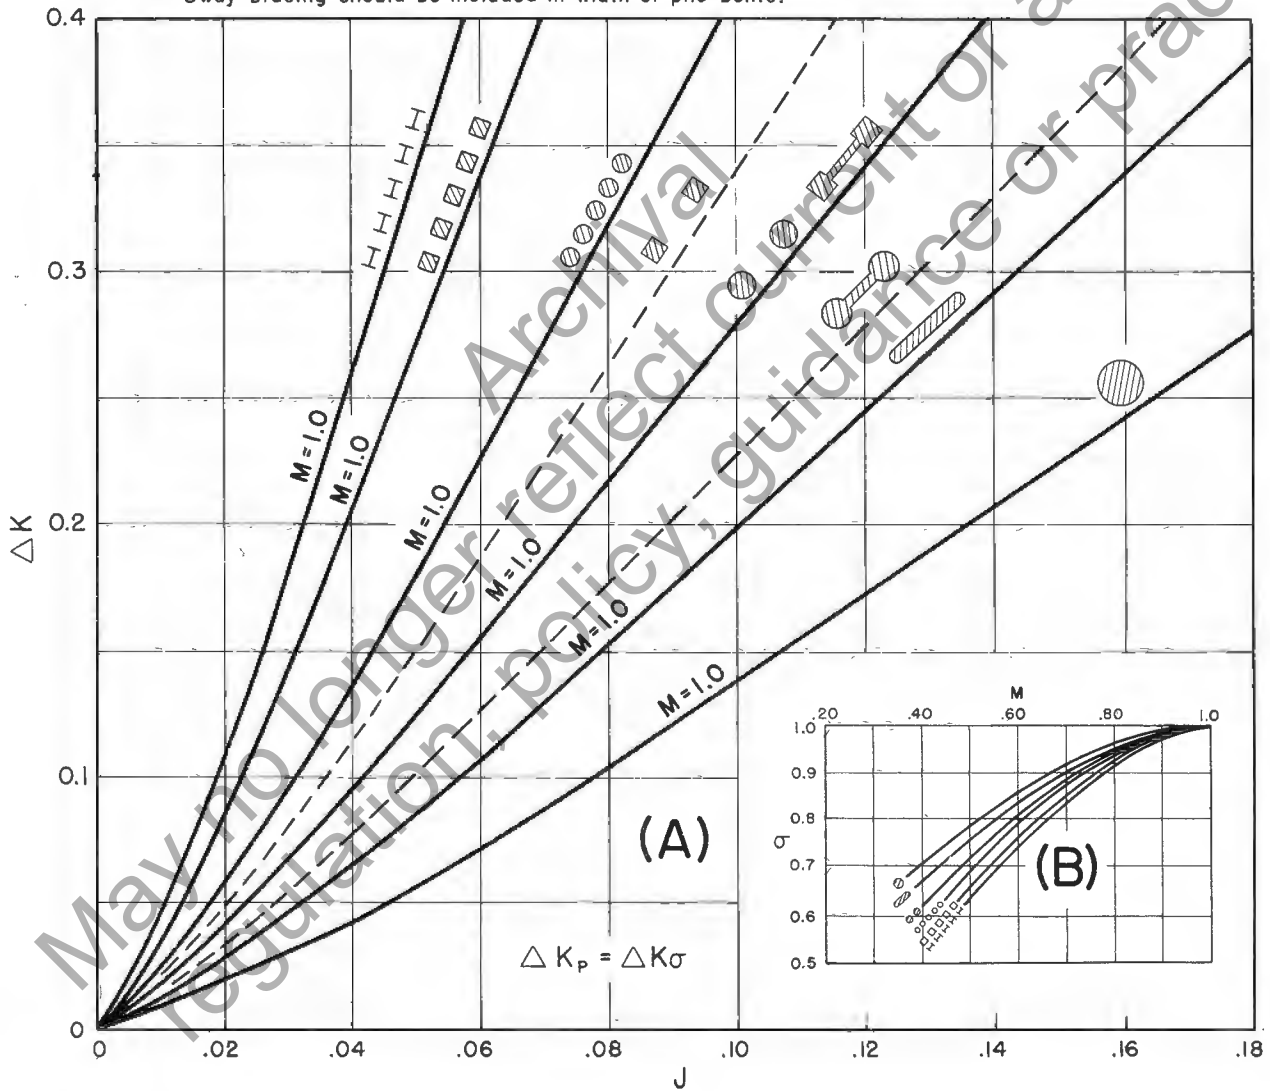 Sway bracing should be included in width of pile bents.
0.4
0.3
0.2
0.1
0
ΔK
0 .02 .04 .06 .08 .10 .12 .14 .16 .18
J
M=1.0
M=1.0
M=1.0
M=1.0
M=1.0
M=1.0
(A)
ΔKp = ΔKσ
M
.20 .40 .60 .80 1.0
1.0
0.9
0.8
0.7
0.6
0.5
σ
(B)
Archival
May no longer reflect current or a
regulation, policy, guidance or prac